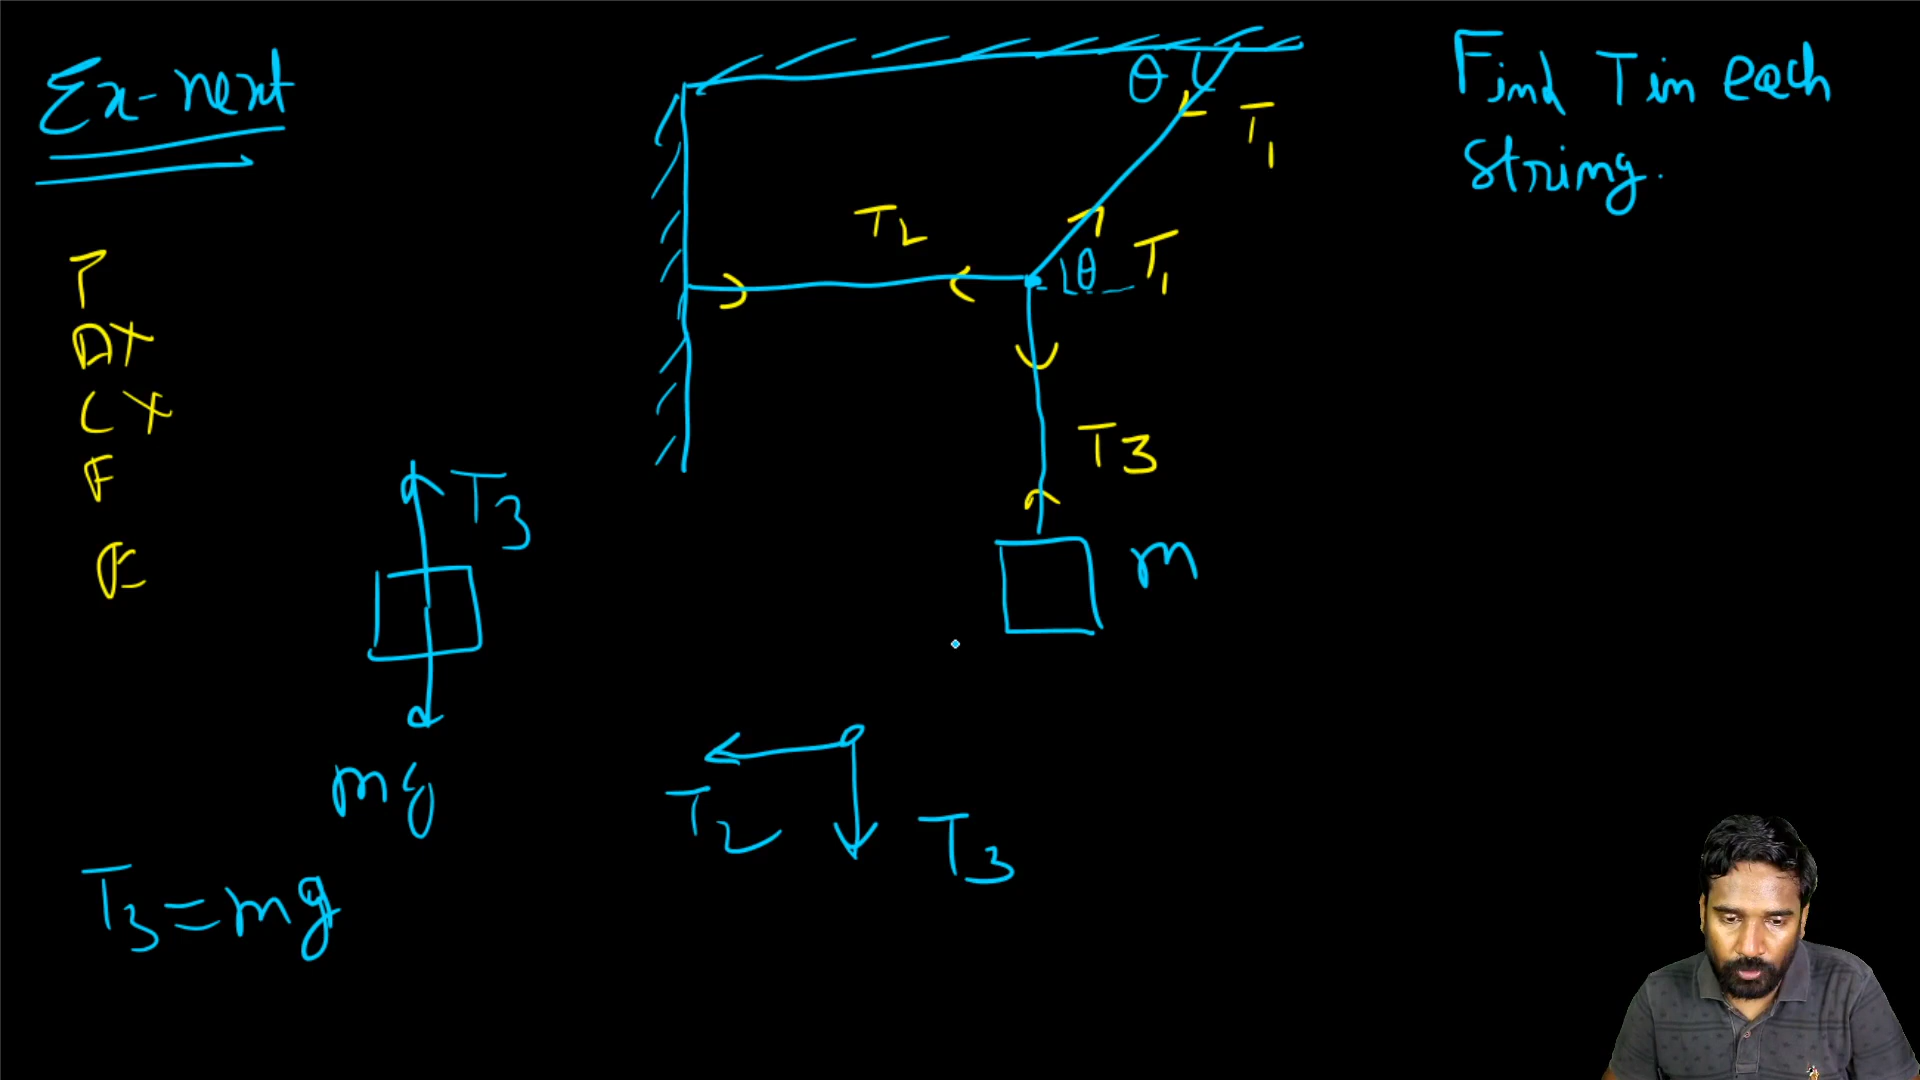 Ex-next
Find T in each
string.
θ
T1
T2
θ
T1
T
D×
C×
F
E
T3
T3
m
mg
T2
T3
T3=mg